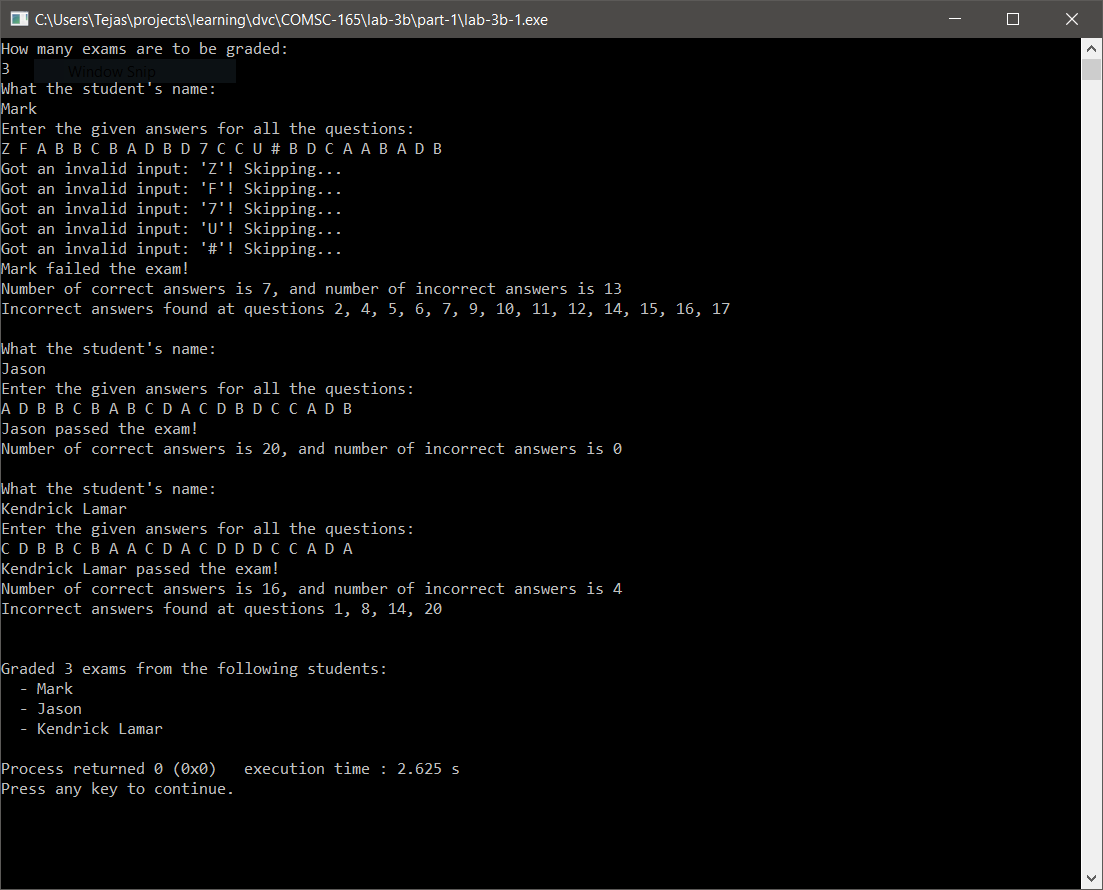 C:\Users\Tejas\projects\learning\dvc\COMSC-165\lab-3b\part-1\lab-3b-1.exe
How many exams are to be graded:
3
Window Snip
What the student's name:
Mark
Enter the given answers for all the questions:
Z F A B B C B A D B D 7 C C U # B D C A A B A D B
Got an invalid input: 'Z'! Skipping...
Got an invalid input: 'F'! Skipping...
Got an invalid input: '7'! Skipping...
Got an invalid input: 'U'! Skipping...
Got an invalid input: '#'! Skipping...
Mark failed the exam!
Number of correct answers is 7, and number of incorrect answers is 13
Incorrect answers found at questions 2, 4, 5, 6, 7, 9, 10, 11, 12, 14, 15, 16, 17
What the student's name:
Jason
Enter the given answers for all the questions:
A D B B C B A B C D A C D B D C C A D B
Jason passed the exam!
Number of correct answers is 20, and number of incorrect answers is 0
What the student's name:
Kendrick Lamar
Enter the given answers for all the questions:
C D B B C B A A C D A C D D D C C A D A
Kendrick Lamar passed the exam!
Number of correct answers is 16, and number of incorrect answers is 4
Incorrect answers found at questions 1, 8, 14, 20
Graded 3 exams from the following students:
- Mark
- Jason
- Kendrick Lamar
Process returned 0 (0x0)   execution time : 2.625 s
Press any key to continue.